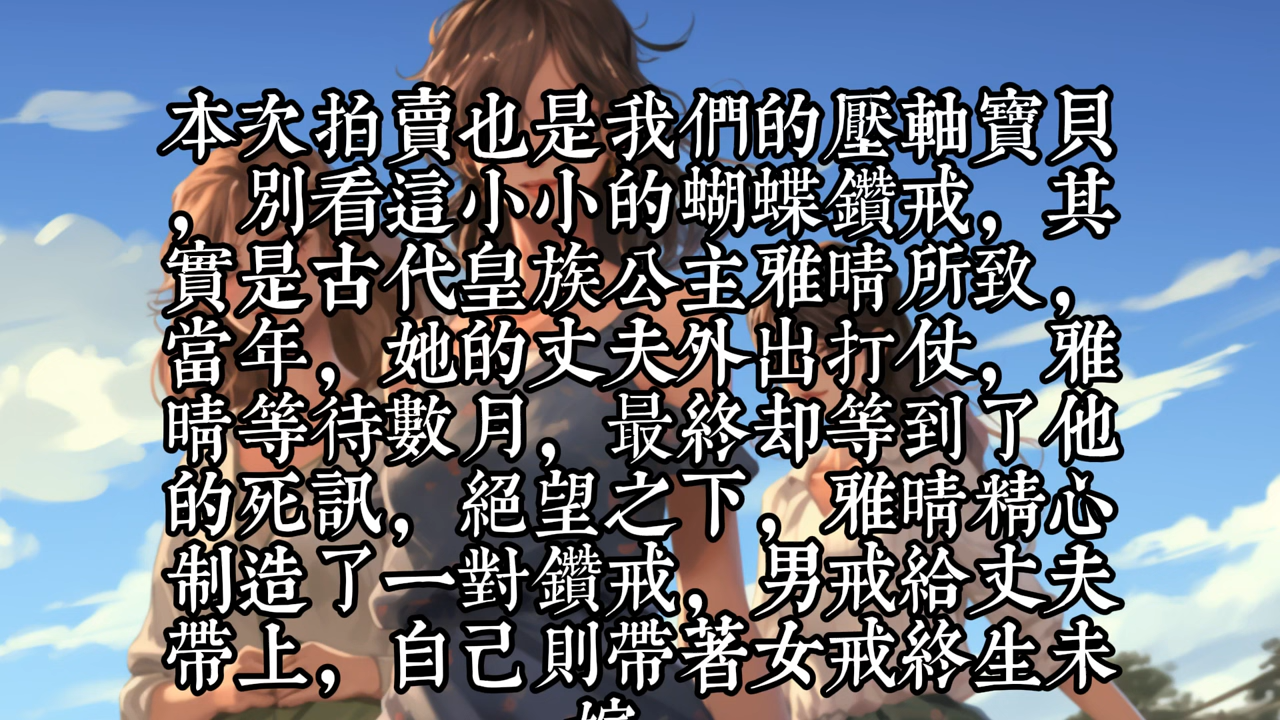 本次拍賣也是我們的壓軸寶貝
，別看這小小的蝴蝶鑽戒，其
實是古代皇族公主雅晴所致，
當年，她的丈夫外出打仗，雅
晴等待數月，最終却等到了他
的死訊，絕望之下，雅晴精心
制造了一對鑽戒，男戒給丈夫
帶上，自己則帶著女戒終生未